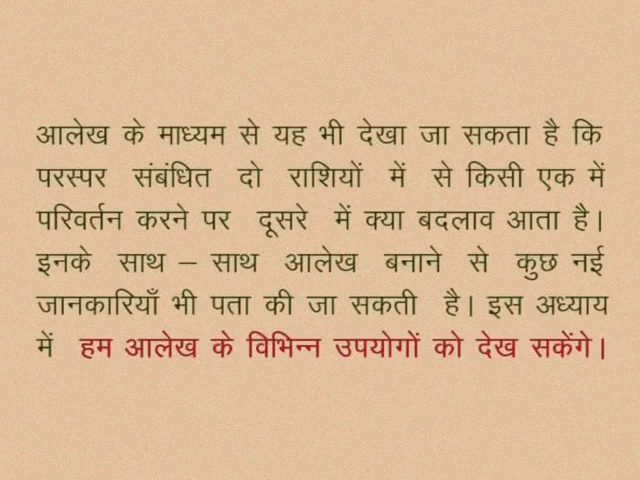 आलेख के माध्यम से यह भी देखा जा सकता है कि
परस्पर संबंधित दो राशियों में से किसी एक में
परिवर्तन करने पर दूसरे में क्या बदलाव आता है।
इनके साथ – साथ आलेख बनाने से कुछ नई
जानकारियाँ भी पता की जा सकती है। इस अध्याय
में हम आलेख के विभिन्न उपयोगों को देख सकेंगे।